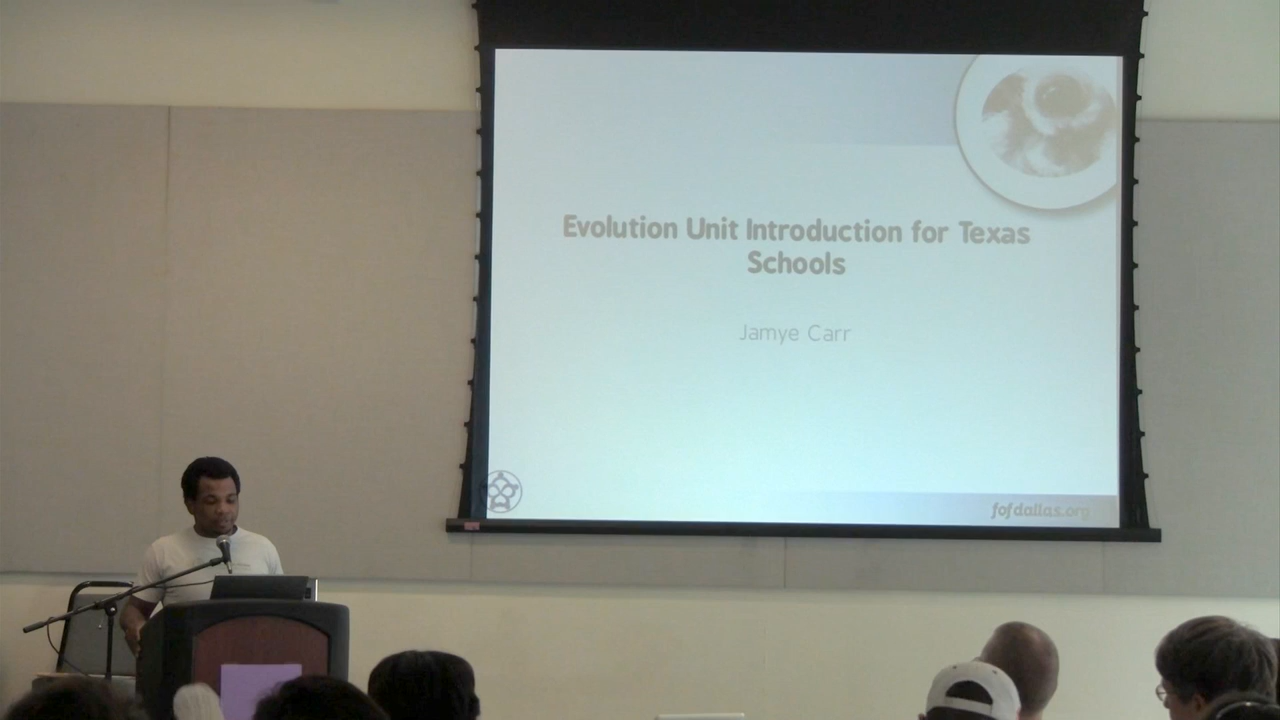 Evolution Unit Introduction for Texas
Schools
Jamye Carr
fofdallas.org